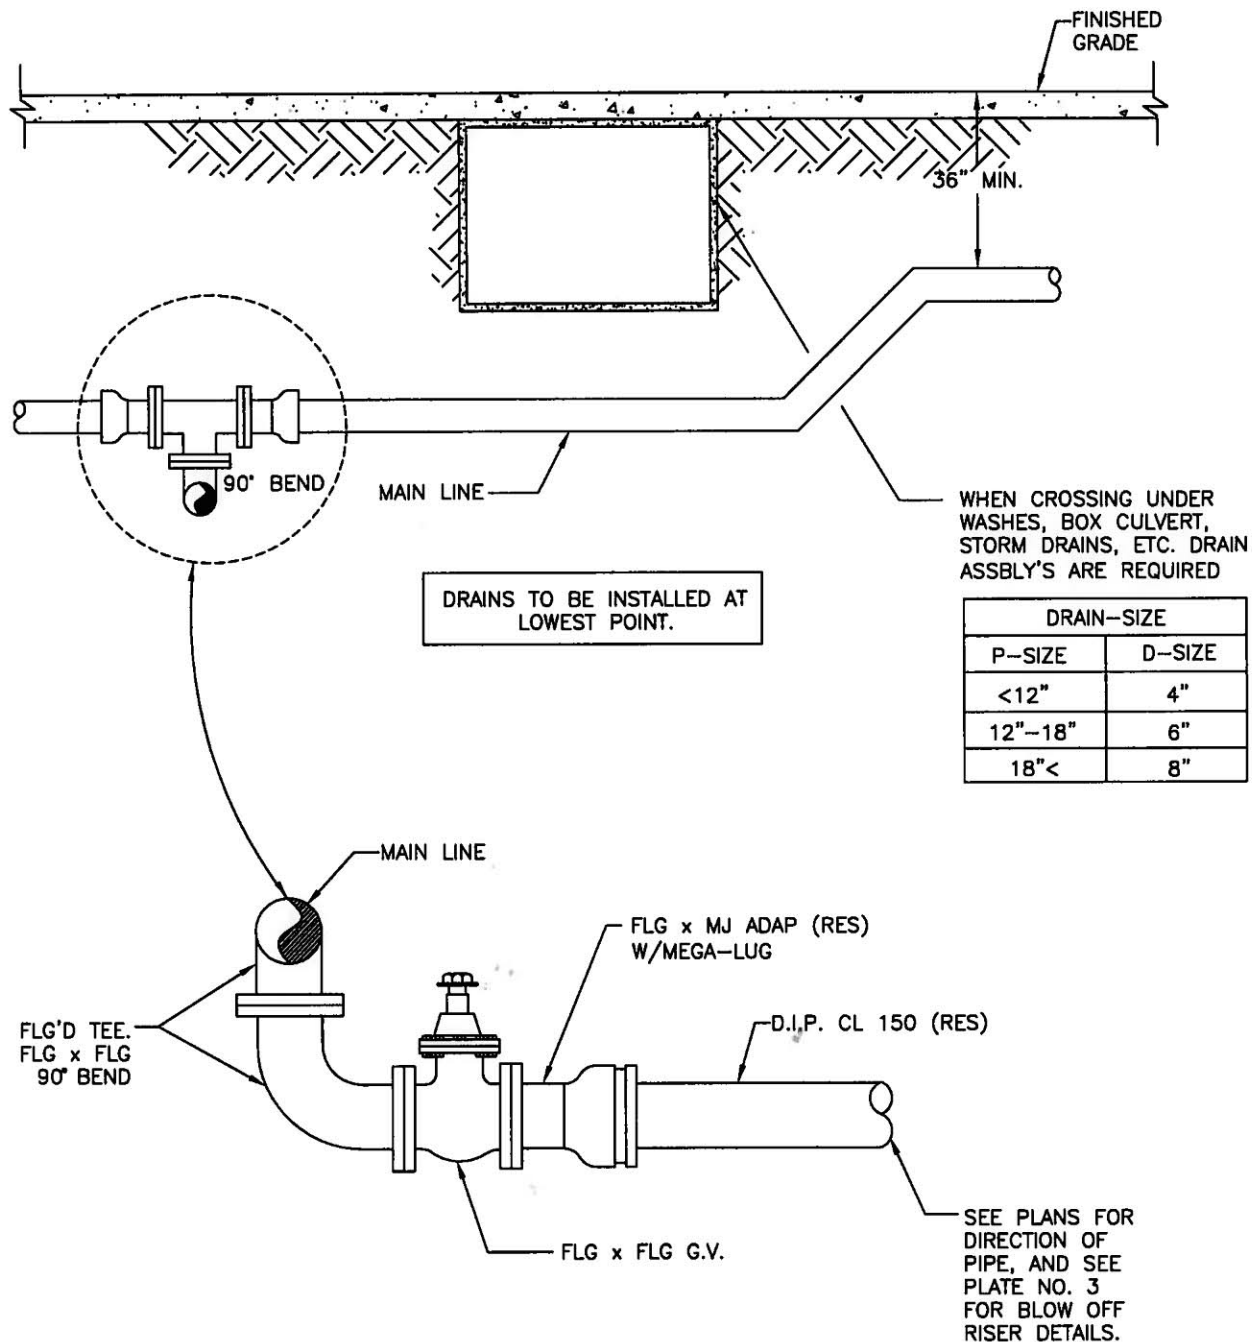 FINISHED
GRADE
36" MIN.
90° BEND
MAIN LINE
WHEN CROSSING UNDER
WASHES, BOX CULVERT,
STORM DRAINS, ETC. DRAIN
ASSBLY'S ARE REQUIRED
DRAINS TO BE INSTALLED AT
LOWEST POINT.
DRAIN-SIZE
P-SIZE D-SIZE
<12" 4"
12"-18" 6"
18"< 8"
MAIN LINE
FLG x MJ ADAP (RES)
W/MEGA-LUG
D.I.P. CL 150 (RES)
FLG'D TEE.
FLG x FLG
90° BEND
FLG x FLG G.V.
SEE PLANS FOR
DIRECTION OF
PIPE, AND SEE
PLATE NO. 3
FOR BLOW OFF
RISER DETAILS.